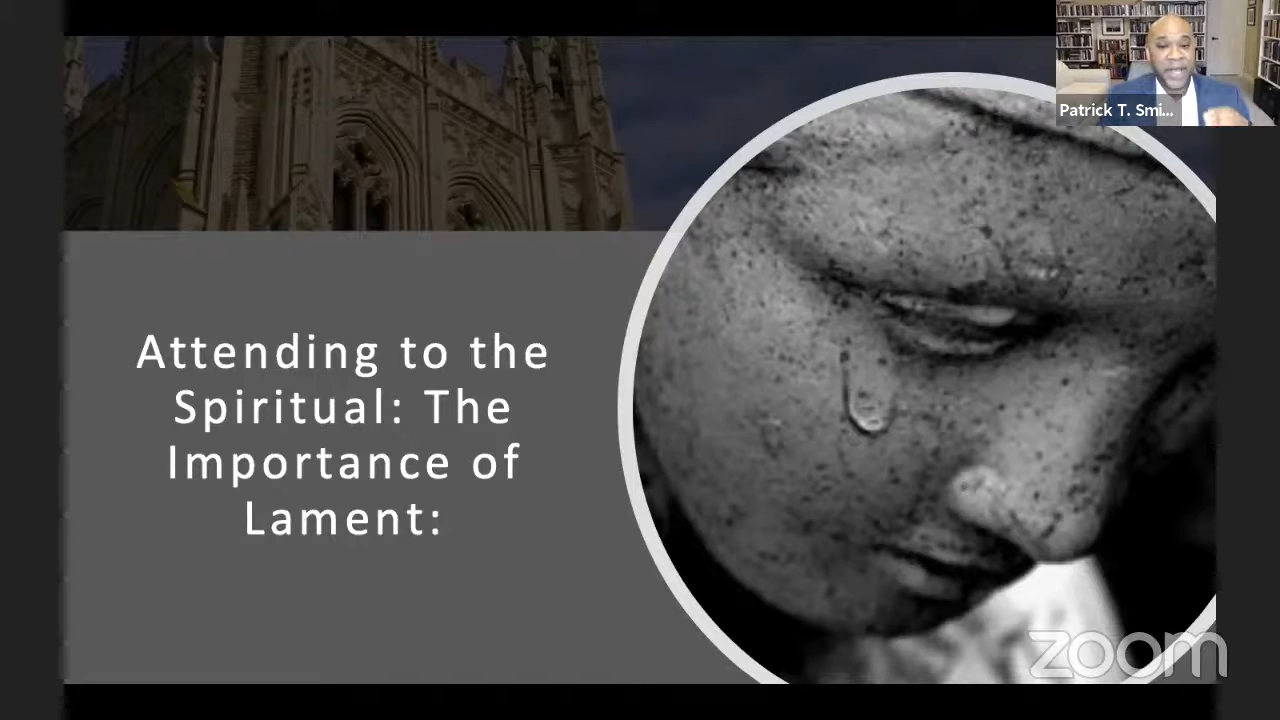 Patrick T. Smi...
Attending to the
Spiritual: The
Importance of
Lament:
zoom